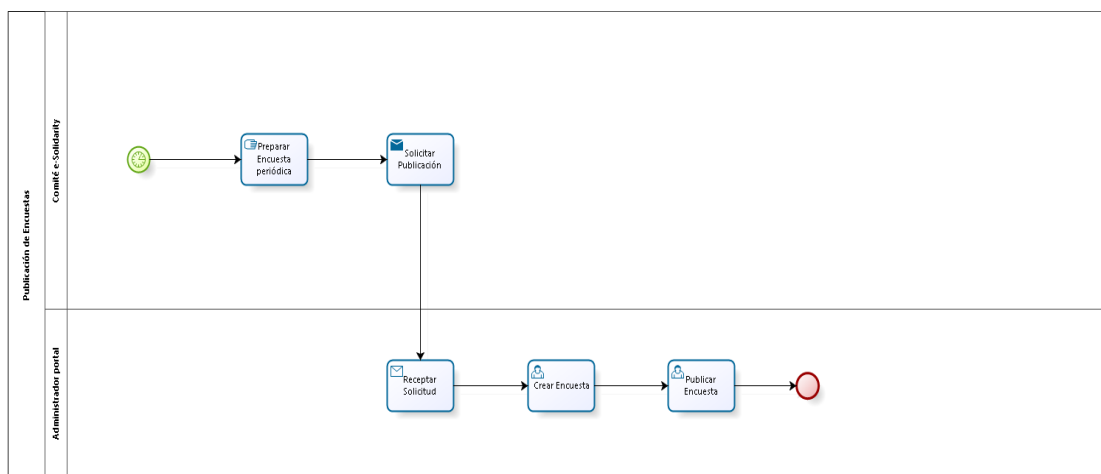 Publicación de Encuestas
Comité e-Solidarity
Preparar
Encuesta
periódica
Solicitar
Publicación
Administrador portal
Receptar
Solicitud
Crear Encuesta
Publicar
Encuesta